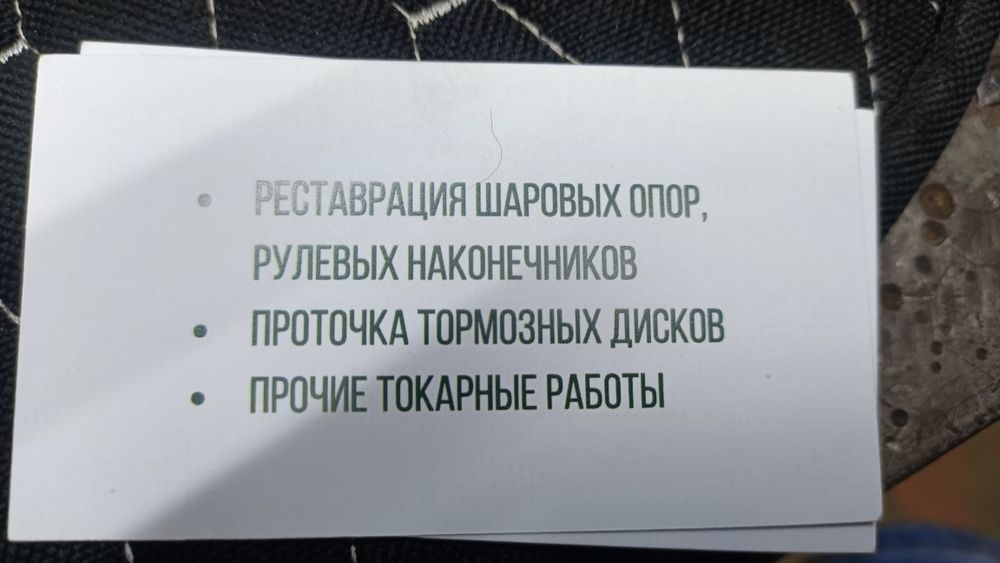 • РЕСТАВРАЦИЯ ШАРОВЫХ ОПОР,
РУЛЕВЫХ НАКОНЕЧНИКОВ
• ПРОТОЧКА ТОРМОЗНЫХ ДИСКОВ
• ПРОЧИЕ ТОКАРНЫЕ РАБОТЫ